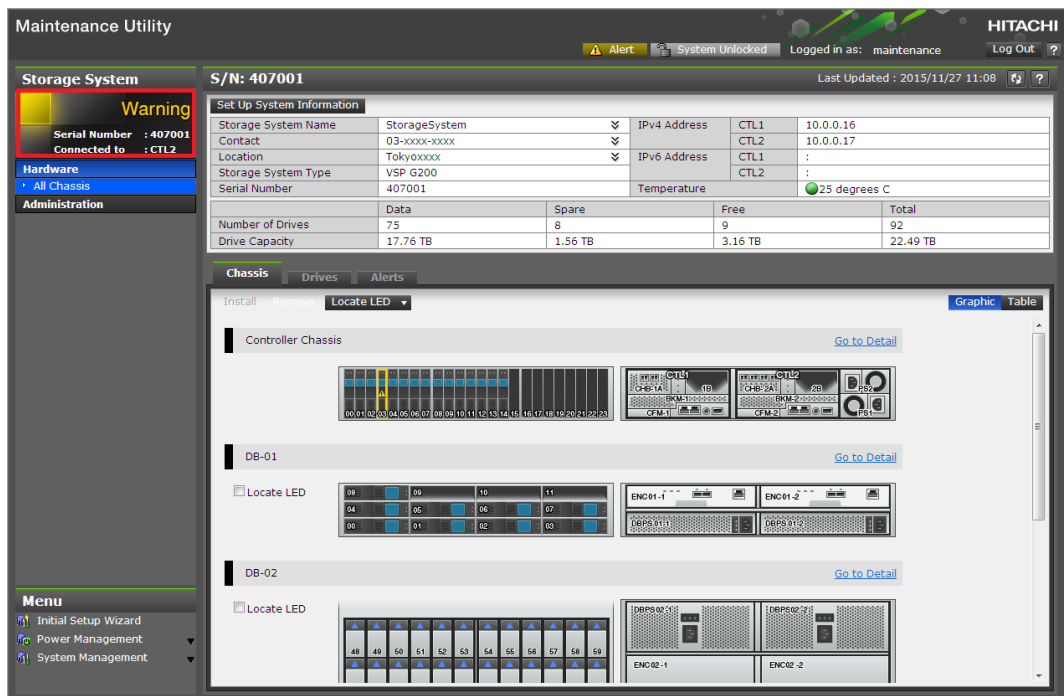 Maintenance Utility
HITACHI
Alert System Unlocked Logged in as: maintenance Log Out ?
Storage System
Warning
Serial Number : 407001
Connected to : CTL2
Hardware
All Chassis
Administration
S/N: 407001 Last Updated : 2015/11/27 11:08 ?
Set Up System Information
Storage System Name StorageSystem IPv4 Address CTL1 10.0.0.16
Contact 03-xxxx-xxxx CTL2 10.0.0.17
Location Tokyoxxxx IPv6 Address CTL1 :
Storage System Type VSP G200 CTL2 :
Serial Number 407001 Temperature 25 degrees C
Data Spare Free Total
Number of Drives 75 8 9 92
Drive Capacity 17.76 TB 1.56 TB 3.16 TB 22.49 TB
Chassis Drives Alerts
Install Remove Locate LED Graphic Table
Controller Chassis Go to Detail
CTL1 CTL2
CHB-1A 1B CHB-2A 2B PS2
BKM-1 BKM-2
00 01 02 03 04 05 06 07 08 09 10 11 12 13 14 15 16 17 18 19 20 21 22 23 CFM-1 CFM-2 PS1
DB-01 Go to Detail
Locate LED
08 09 10 11 ENC01-1 ENC01-2
04 05 06 07
00 01 02 03 DBPS01-1 DBPS01-2
DB-02 Go to Detail
Locate LED
DBPS02-1 DBPS02-2
48 49 50 51 52 53 54 55 56 57 58 59
ENC02-1 ENC02-2
Menu
Initial Setup Wizard
Power Management
System Management